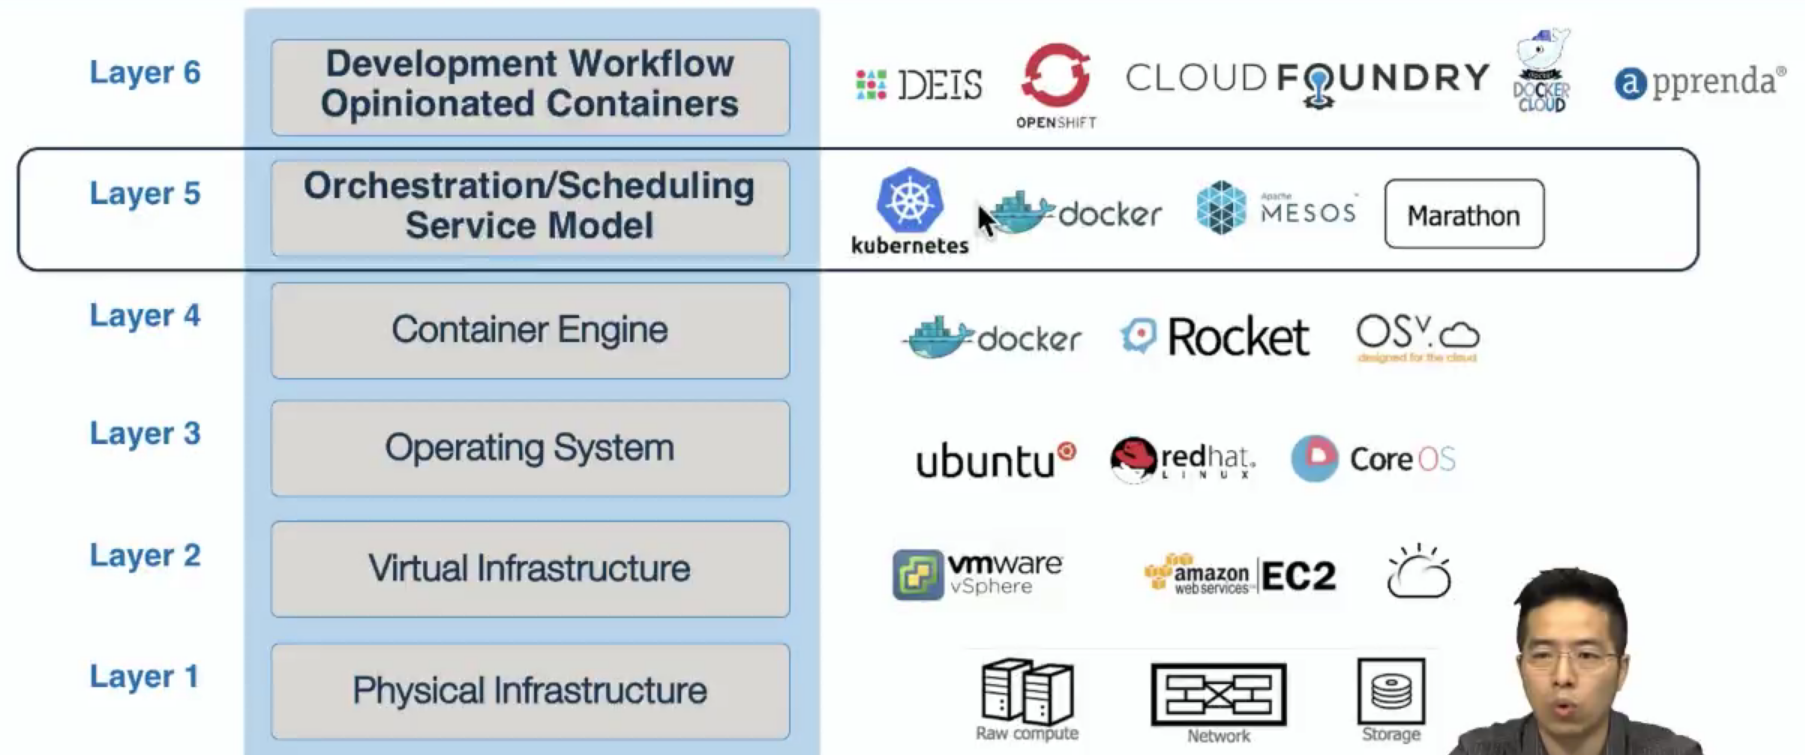 Layer 6
Development Workflow
Opinionated Containers
DEIS
OPENSHIFT
CLOUD FOUNDRY
docker
DOCKER
CLOUD
apprenda®
Layer 5
Orchestration/Scheduling
Service Model
kubernetes
docker
Apache
MESOS™
Marathon
Layer 4
Container Engine
docker
Rocket
OSv.
designed for the cloud
Layer 3
Operating System
ubuntu
redhat.
LINUX
CoreOS
Layer 2
Virtual Infrastructure
vmware
vSphere
amazon
webservices™
EC2
Layer 1
Physical Infrastructure
Raw compute
Network
Storage